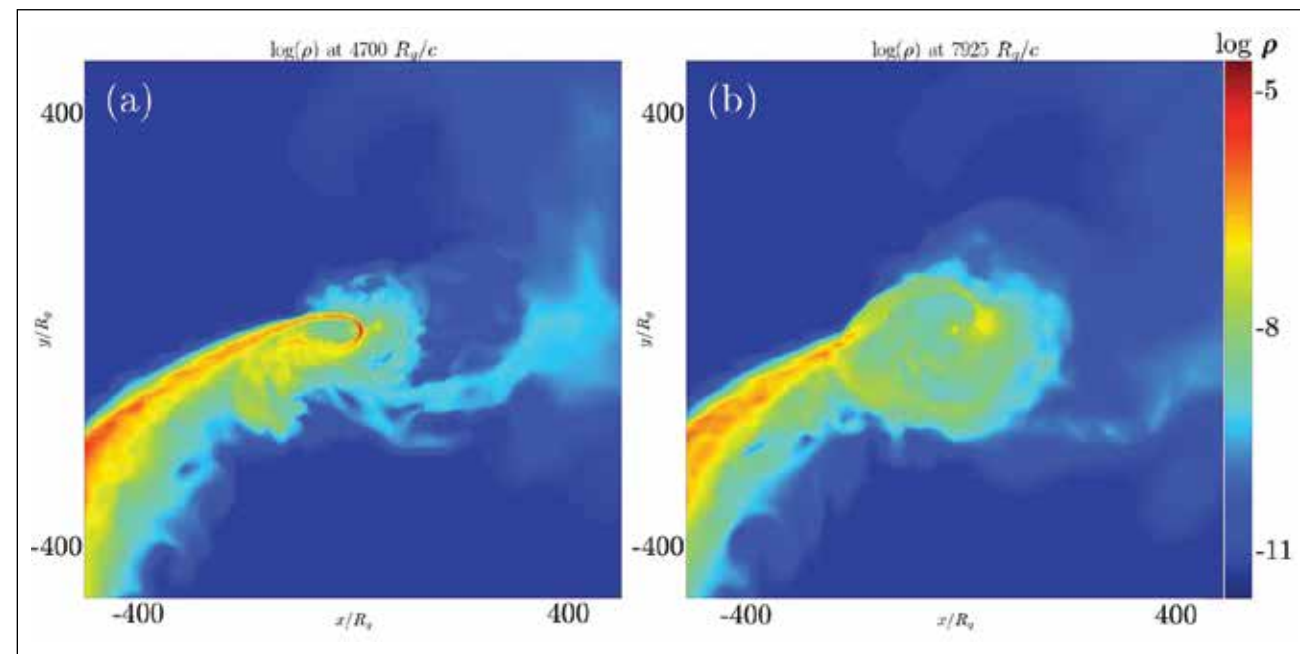 log(ρ) at 4700 R_g/c
log(ρ) at 7925 R_g/c
log ρ
(a)
(b)
400
400
-5
y/R_g
y/R_g
-8
-400
-400
-11
-400
x/R_g
400
-400
x/R_g
400